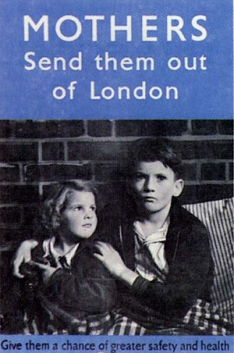 MOTHERS
Send them out
of London
Give them a chance of greater safety and health